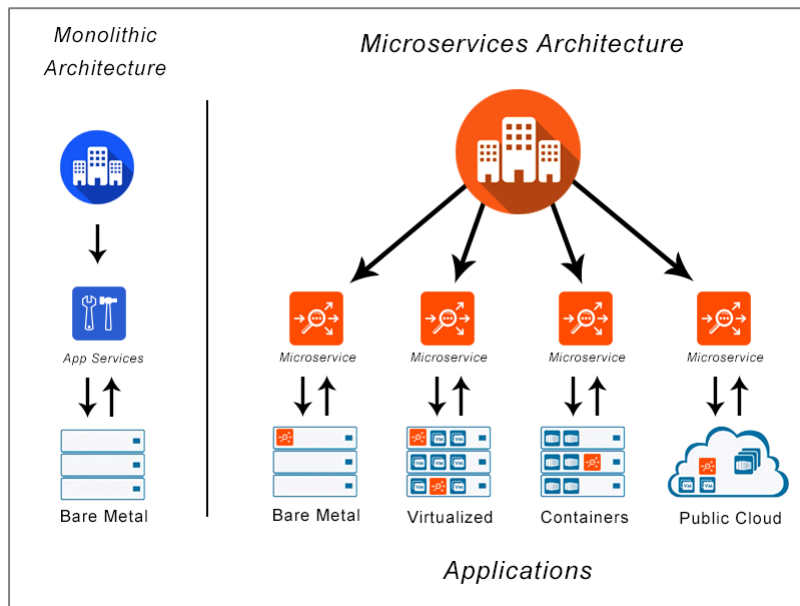 Monolithic
Architecture
Microservices Architecture
App Services
Microservice
Microservice
Microservice
Microservice
Bare Metal
Bare Metal
Virtualized
Containers
Public Cloud
Applications